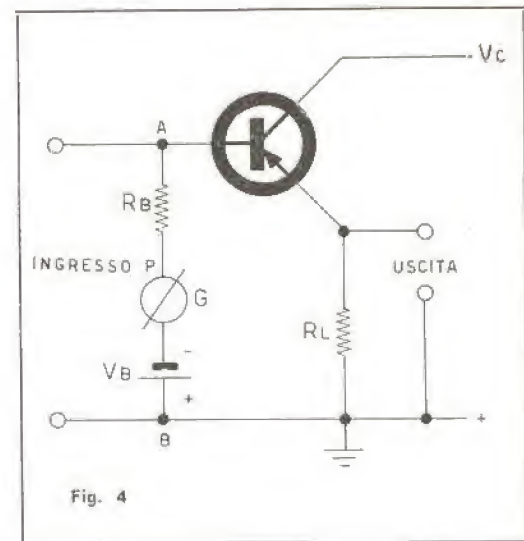 - Vc
A
RB
INGRESSO P
G
USCITA
RL
-
VB
+
B
+
Fig. 4